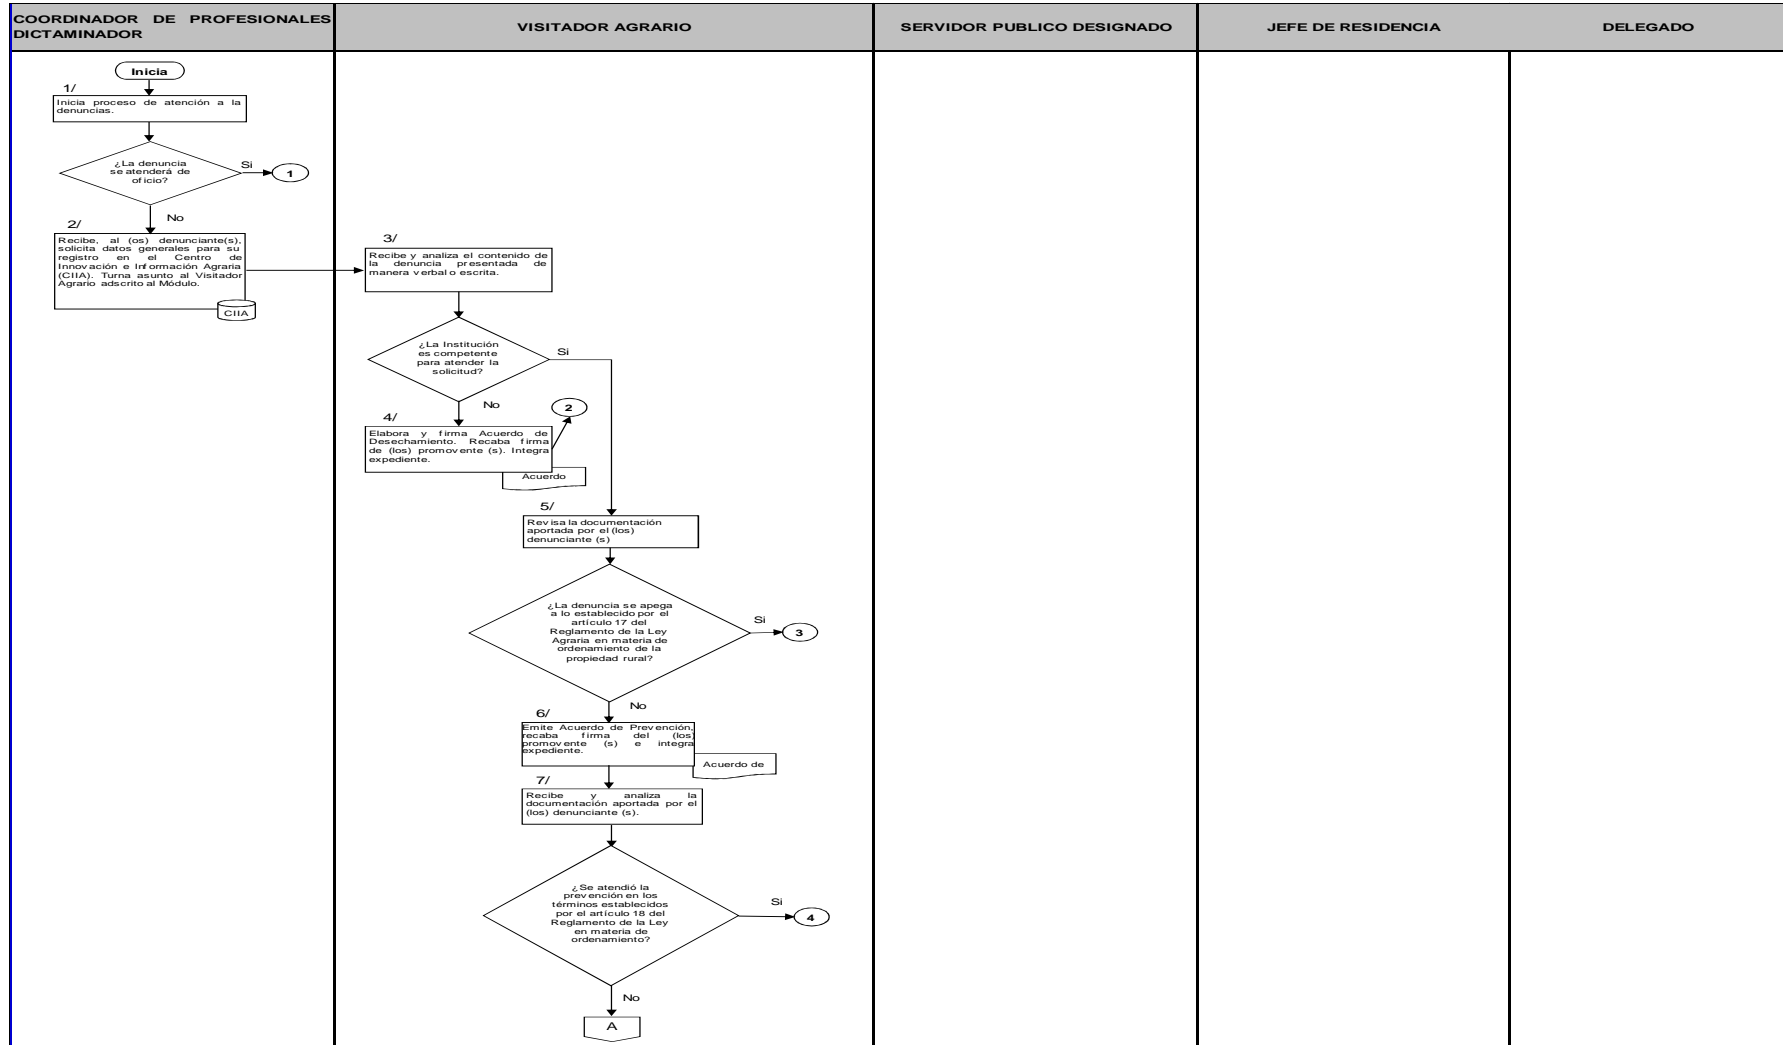 COORDINADOR DE PROFESIONALES
DICTAMINADOR
VISITADOR AGRARIO
SERVIDOR PUBLICO DESIGNADO
JEFE DE RESIDENCIA
DELEGADO
Inicia
1/
Inicia proceso de atención a la
denuncias.
¿La denuncia
se atenderá de
oficio?
Si
1
No
2/
Recibe, al (os) denunciante(s),
solicita datos generales para su
registro en el Centro de
Innovación e Información Agraria
(CIIA). Turna asunto al Visitador
Agrario adscrito al Módulo.
CIIA
3/
Recibe y analiza el contenido de
la denuncia presentada de
manera verbal o escrita.
¿La Institución
es competente
para atender la
solicitud?
Si
No
2
4/
Elabora y firma Acuerdo de
Desechamiento. Recaba firma
de (los) promovente (s). Integra
expediente.
Acuerdo
5/
Revisa la documentación
aportada por el (los)
denunciante (s)
¿La denuncia se apega
a lo establecido por el
artículo 17 del
Reglamento de la Ley
Agraria en materia de
ordenamiento de la
propiedad rural?
Si
3
No
6/
Emite Acuerdo de Prevención,
recaba firma del (los)
promovente (s) e integra
expediente.
Acuerdo de
7/
Recibe y analiza la
documentación aportada por el
(los) denunciante (s).
¿Se atendió la
prevención en los
términos establecidos
por el artículo 18 del
Reglamento de la Ley
en materia de
ordenamiento?
Si
4
No
A